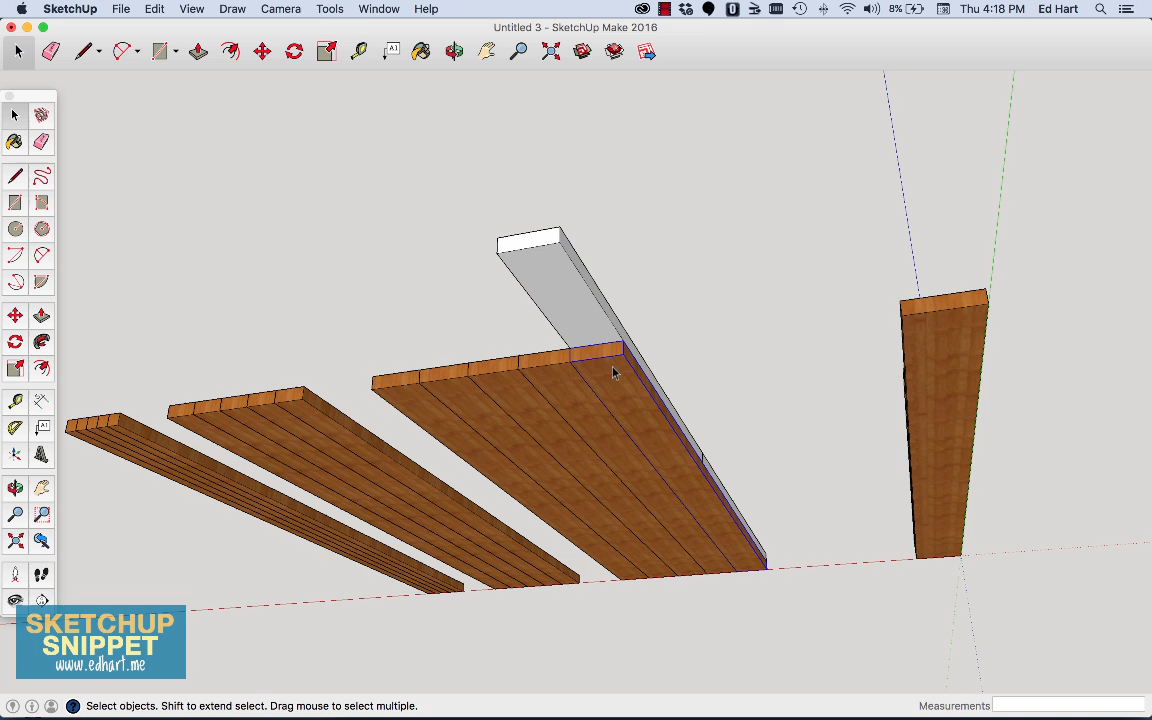 SketchUp File Edit View Draw Camera Tools Window Help 8% Thu 4:18 PM Ed Hart
Untitled 3 - SketchUp Make 2016
A1
A1
SKETCHUP
SNIPPET
www.edhart.me
Select objects. Shift to extend select. Drag mouse to select multiple.
Measurements